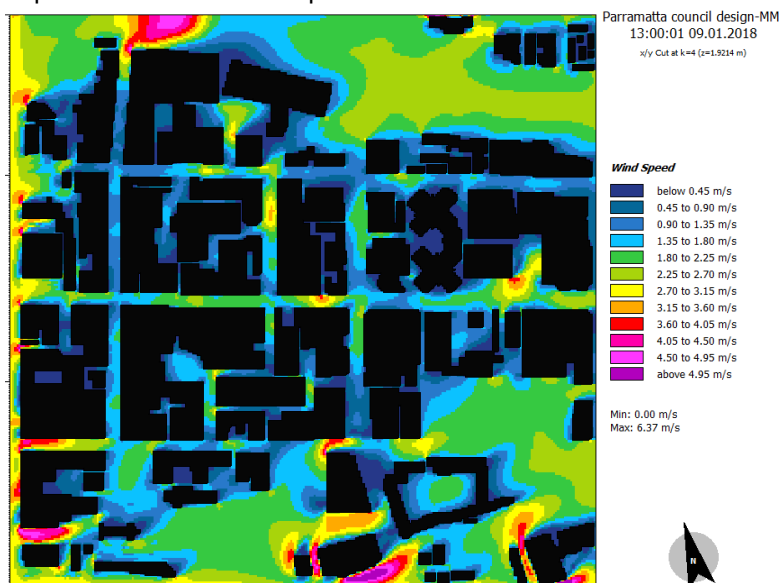 Parramatta council design-MM
13:00:01 09.01.2018
x/y Cut at k=4 (z=1.9214 m)
Wind Speed
below 0.45 m/s
0.45 to 0.90 m/s
0.90 to 1.35 m/s
1.35 to 1.80 m/s
1.80 to 2.25 m/s
2.25 to 2.70 m/s
2.70 to 3.15 m/s
3.15 to 3.60 m/s
3.60 to 4.05 m/s
4.05 to 4.50 m/s
4.50 to 4.95 m/s
above 4.95 m/s
Min: 0.00 m/s
Max: 6.37 m/s
N